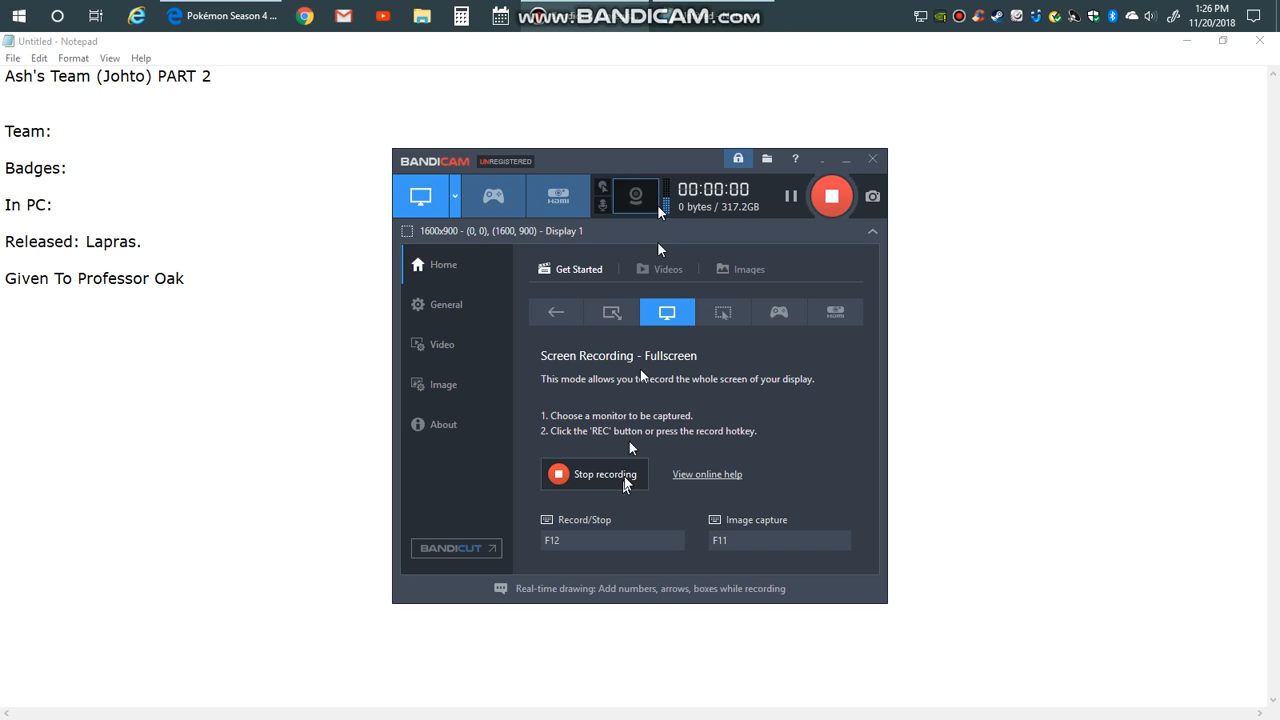 Pokémon Season 4 ...
www.BANDICAM.com
1:26 PM
11/20/2018
Untitled - Notepad
File Edit Format View Help
Ash's Team (Johto) PART 2
Team:
Badges:
In PC:
Released: Lapras.
Given To Professor Oak
BANDICAM UNREGISTERED
HDMI
00:00:00
0 bytes / 317.2GB
1600x900 - (0, 0), (1600, 900) - Display 1
Home
General
Video
Image
About
BANDICUT
Get Started
Videos
Images
HDMI
Screen Recording - Fullscreen
This mode allows you to record the whole screen of your display.
1. Choose a monitor to be captured.
2. Click the 'REC' button or press the record hotkey.
Stop recording
View online help
Record/Stop
Image capture
F12
F11
Real-time drawing: Add numbers, arrows, boxes while recording